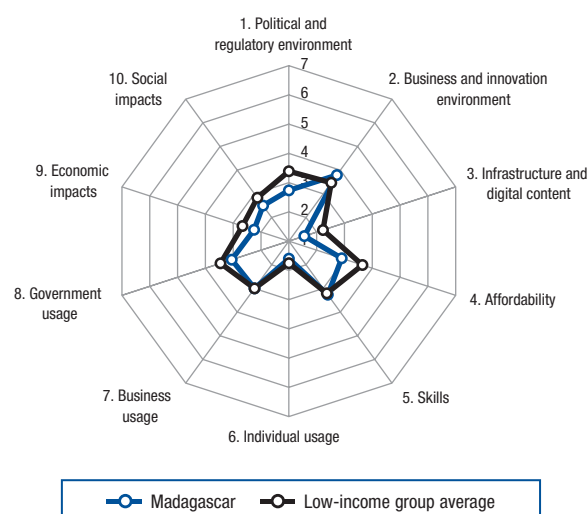 1. Political and
regulatory environment
2. Business and innovation
environment
3. Infrastructure and
digital content
4. Affordability
5. Skills
6. Individual usage
7. Business
usage
8. Government
usage
9. Economic
impacts
10. Social
impacts
7
6
5
4
3
2
1
Madagascar
Low-income group average